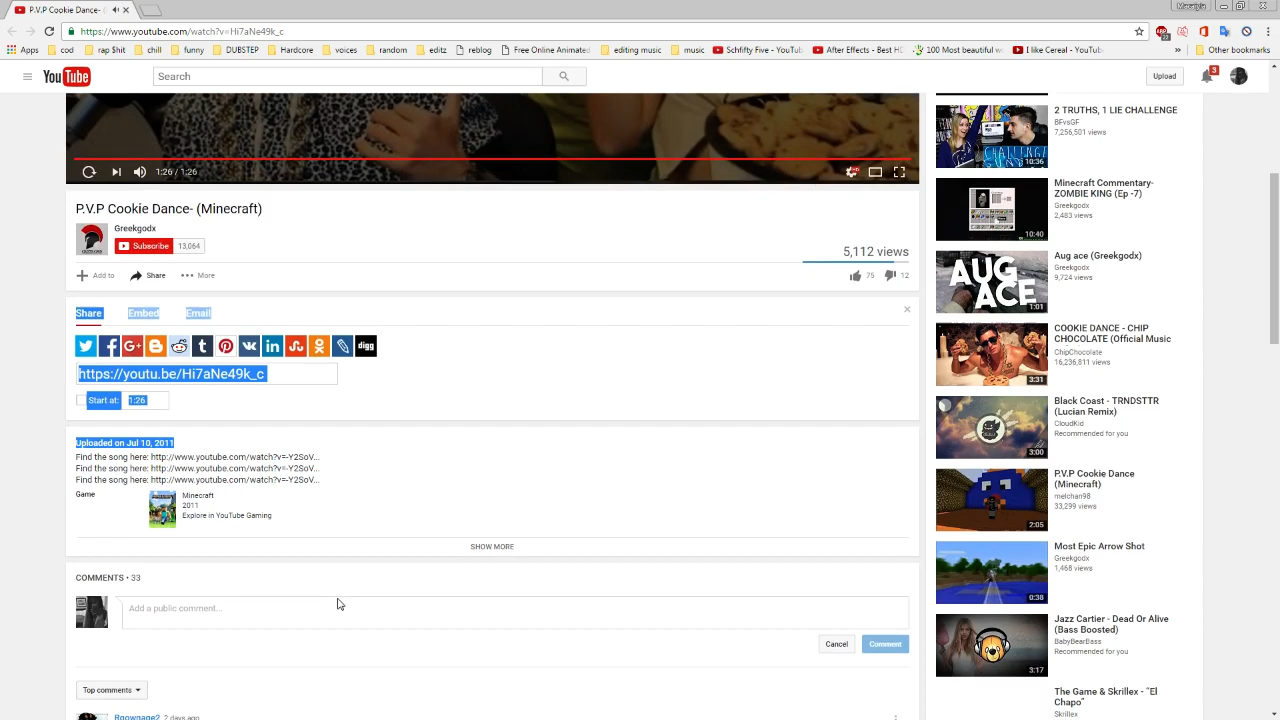 P.V.P Cookie Dance-
https://www.youtube.com/watch?v=Hi7aNe49k_c
Apps cod rap $hit chill funny DUBSTEP Hardcore voices random editz reblog Free Online Animated editing music music Schfifty Five - YouTube After Effects - Best HD 100 Most beautiful w I like Cereal - YouTub » Other bookmarks
YouTube Search Upload 3
2 TRUTHS, 1 LIE CHALLENGE
BFvsGF
7,256,501 views
10:36
1:26 / 1:26
Minecraft Commentary-
ZOMBIE KING (Ep -7)
Greekgodx
2,483 views
10:40
P.V.P Cookie Dance- (Minecraft)
Greekgodx
Subscribe 13,064
5,112 views
Add to Share More 75 12
Aug ace (Greekgodx)
Greekgodx
9,724 views
AUG
ACE
1:01
Share Embed Email
digg
https://youtu.be/Hi7aNe49k_c
Start at: 1:26
COOKIE DANCE - CHIP
CHOCOLATE (Official Music
ChipChocolate
16,236,811 views
3:31
Black Coast - TRNDSTTR
(Lucian Remix)
CloudKid
Recommended for you
3:00
Uploaded on Jul 10, 2011
Find the song here: http://www.youtube.com/watch?v=-Y2SoV...
Find the song here: http://www.youtube.com/watch?v=-Y2SoV...
Find the song here: http://www.youtube.com/watch?v=-Y2SoV...
Game
Minecraft
2011
Explore in YouTube Gaming
SHOW MORE
P.V.P Cookie Dance
(Minecraft)
melchan98
33,299 views
2:05
Most Epic Arrow Shot
Greekgodx
1,468 views
0:38
COMMENTS • 33
Add a public comment...
Cancel Comment
Jazz Cartier - Dead Or Alive
(Bass Boosted)
BabyBearBass
Recommended for you
3:17
Top comments
The Game & Skrillex - "El
Chapo"
Skrillex
2 days ago